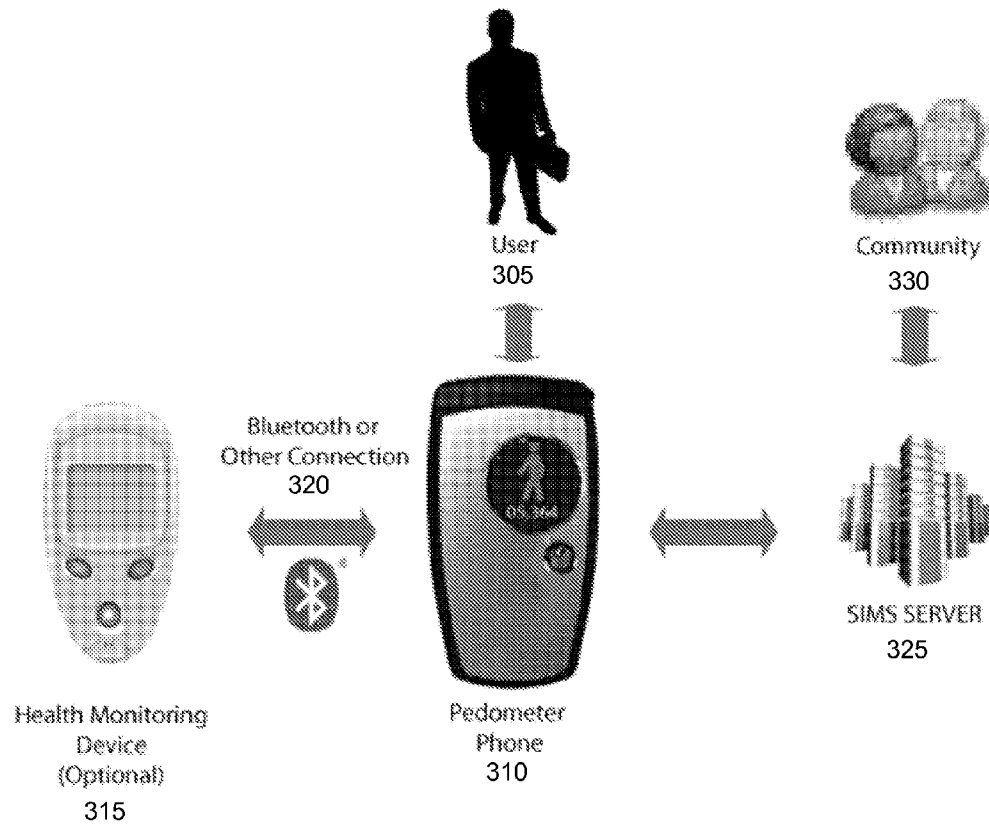 User
305
Community
330
Bluetooth or
Other Connection
320
SIMS SERVER
325
Health Monitoring
Device
(Optional)
315
Pedometer
Phone
310